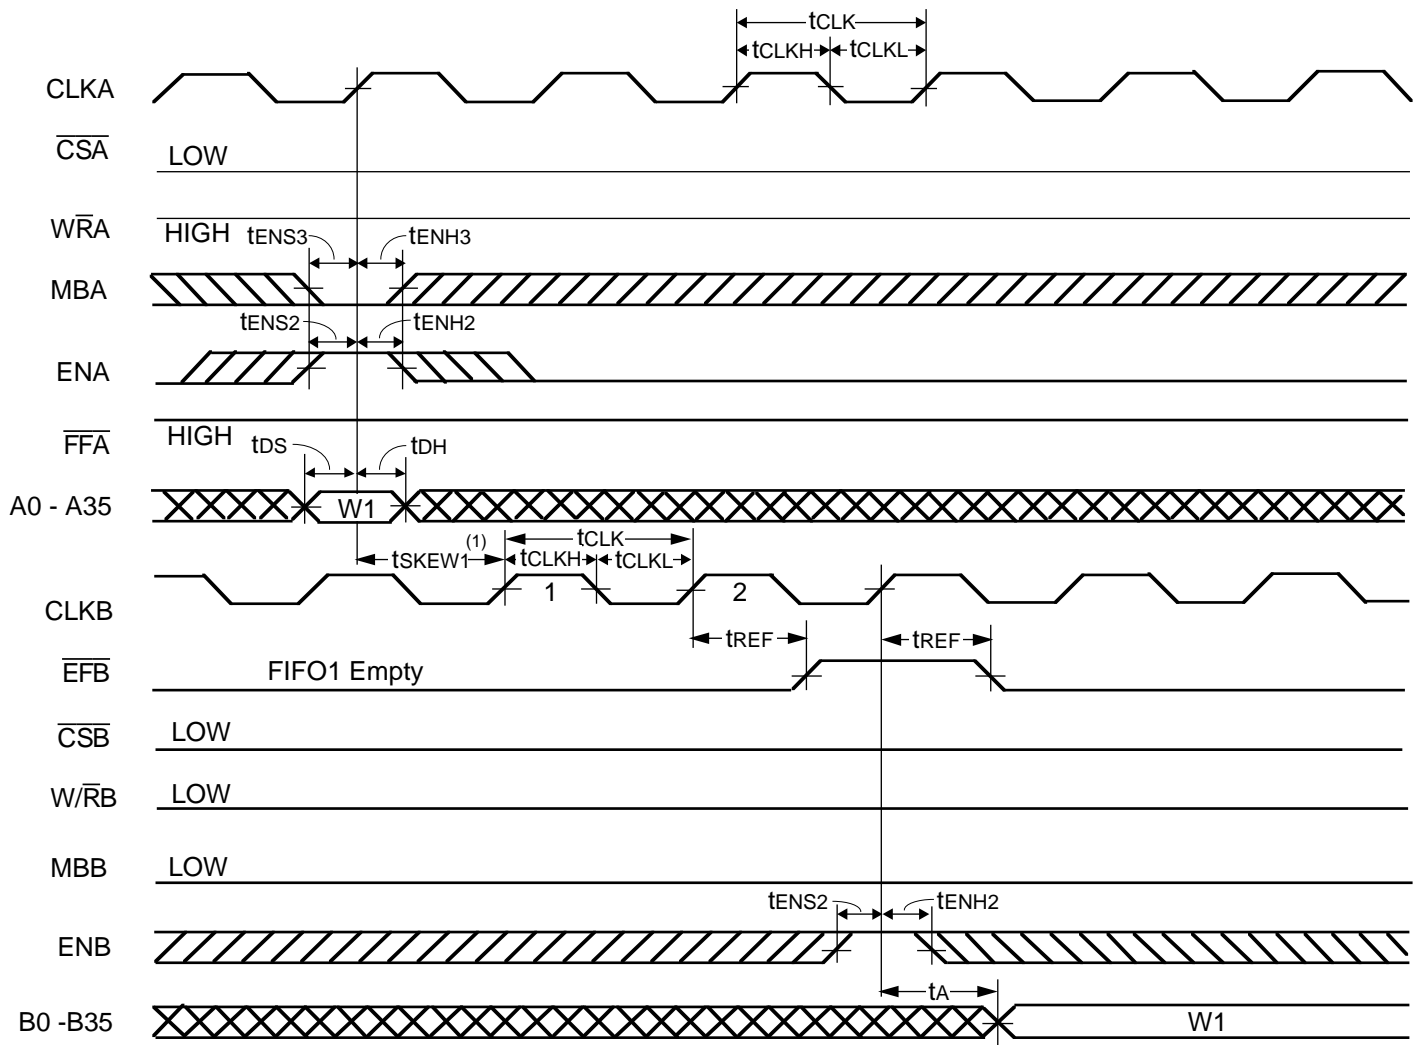 tCLK
tCLKH tCLKL
CLKA
CSA LOW
WRA HIGH tENS3 tENH3
MBA
tENS2 tENH2
ENA
FFA HIGH
tDS tDH
A0 - A35 W1
tSKEW1(1) tCLK
tCLKH tCLKL
CLKB 1 2
tREF tREF
EFB FIFO1 Empty
CSB LOW
W/RB LOW
MBB LOW
tENS2 tENH2
ENB
tA
B0 -B35 W1